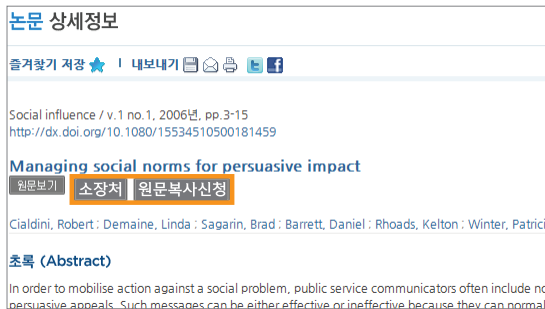 논문 상세정보
즐겨찾기 저장 | 내보내기
Social influence / v.1 no.1, 2006년, pp.3-15
http://dx.doi.org/10.1080/15534510500181459
Managing social norms for persuasive impact
원문보기 소장처 원문복사신청
Cialdini, Robert ; Demaine, Linda ; Sagarin, Brad ; Barrett, Daniel ; Rhoads, Kelton ; Winter, Patrici
초록 (Abstract)
In order to mobilise action against a social problem, public service communicators often include no
persuasive appeals. Such messages can be either effective or ineffective because they can normal